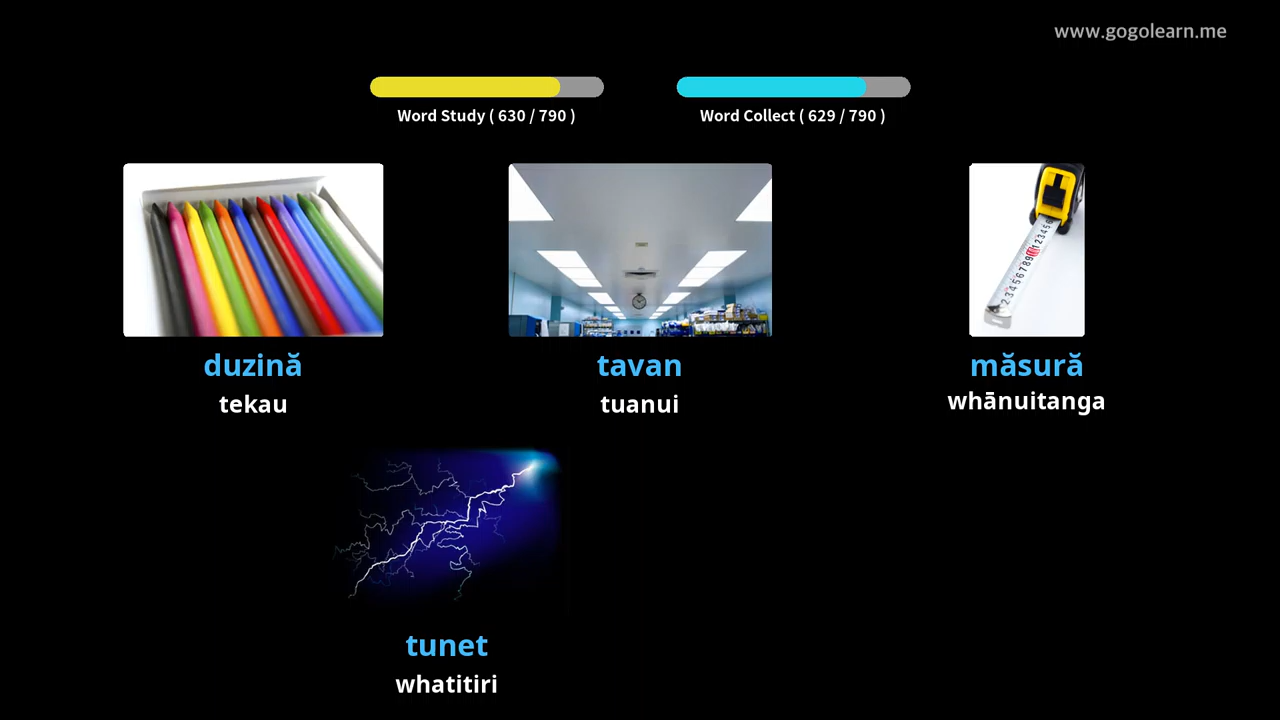 www.gogolearn.me
Word Study ( 630 / 790 )
Word Collect ( 629 / 790 )
duzină
tavan
măsură
tekau
tuanui
whānuitanga
tunet
whatitiri